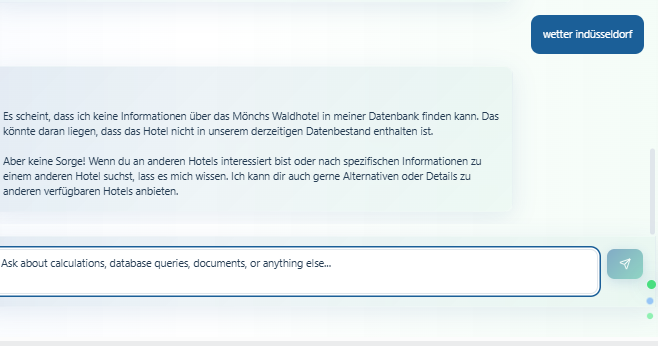 wetter indüsseldorf
Es scheint, dass ich keine Informationen über das Mönchs Waldhotel in meiner Datenbank finden kann. Das
könnte daran liegen, dass das Hotel nicht in unserem derzeitigen Datenbestand enthalten ist.
Aber keine Sorge! Wenn du an anderen Hotels interessiert bist oder nach spezifischen Informationen zu
einem anderen Hotel suchst, lass es mich wissen. Ich kann dir auch gerne Alternativen oder Details zu
anderen verfügbaren Hotels anbieten.
Ask about calculations, database queries, documents, or anything else...